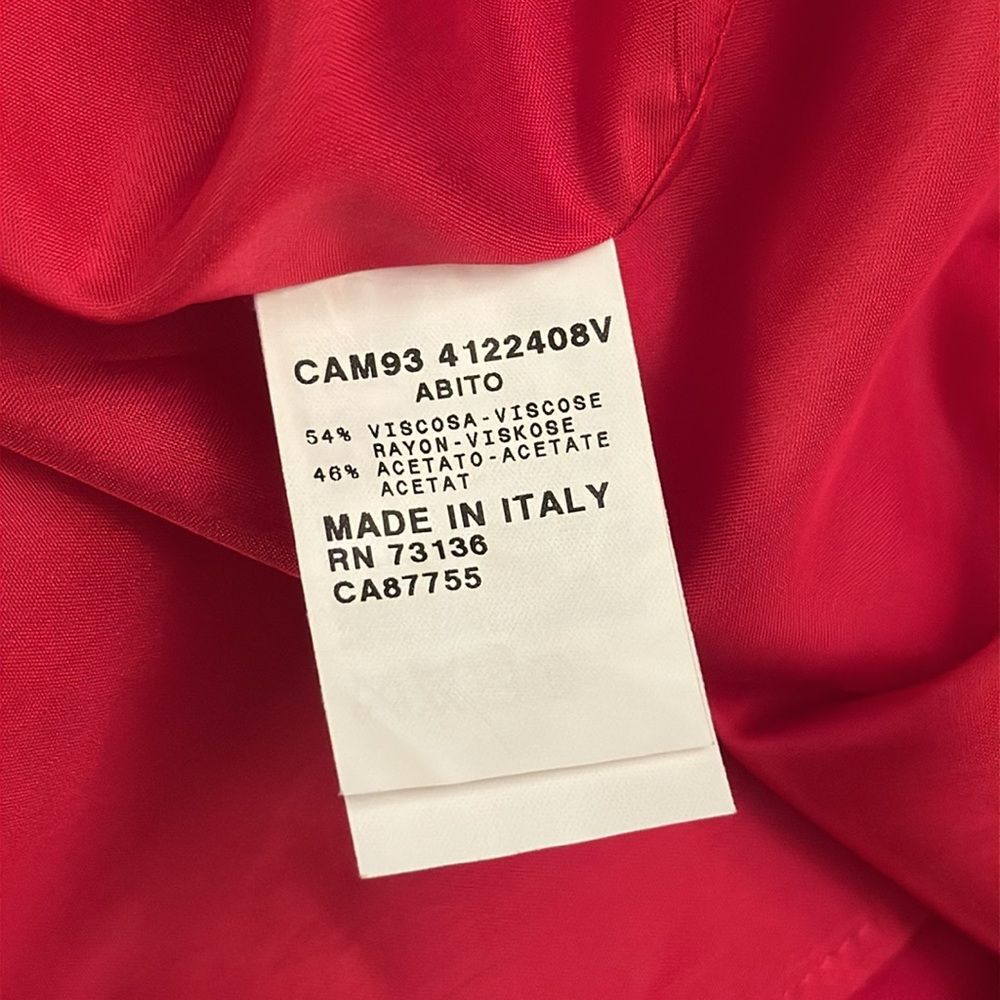 CAM93 4122408V
ABITO
54% VISCOSA-VISCOSE
RAYON-VISKOSE
46% ACETATO-ACETATE
ACETAT
MADE IN ITALY
RN 73136
CA87755